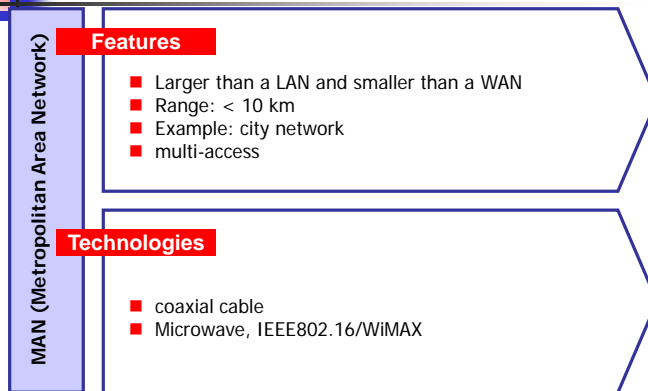 MAN (Metropolitan Area Network)
Features
Larger than a LAN and smaller than a WAN
Range: < 10 km
Example: city network
multi-access
Technologies
coaxial cable
Microwave, IEEE802.16/WiMAX